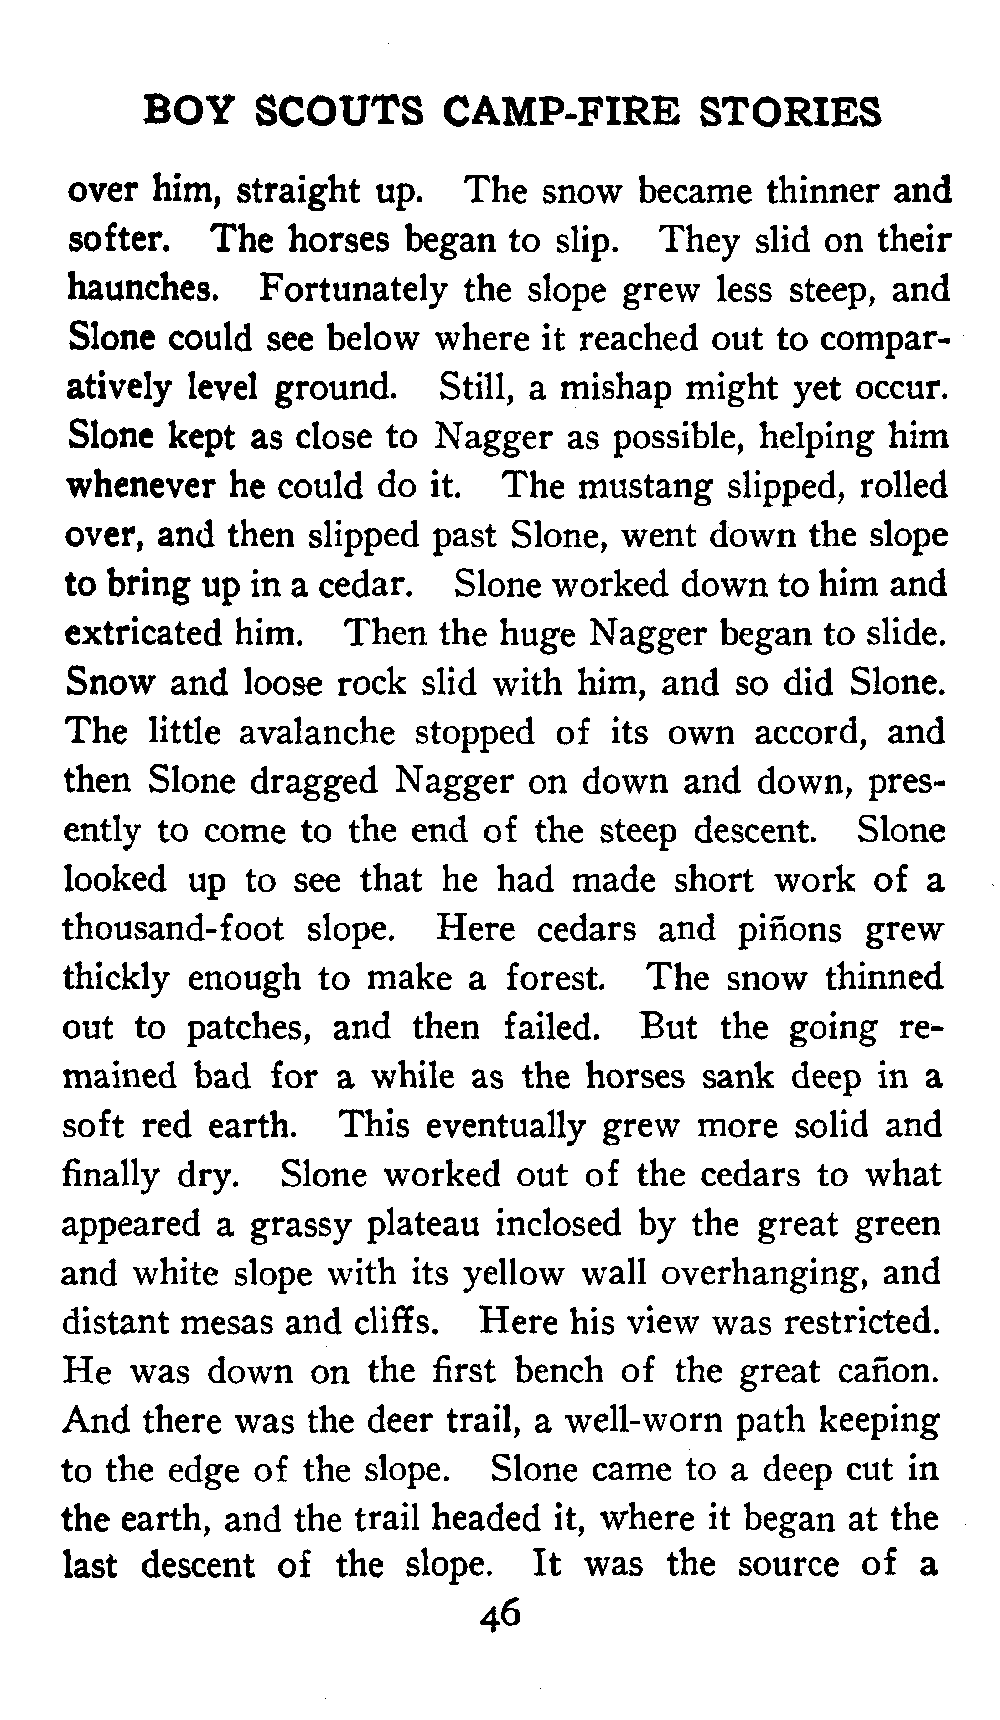 BOY SCOUTS CAMP-FIRE STORIES
over him, straight up. The snow became thinner and
softer. The horses began to slip. They slid on their
haunches. Fortunately the slope grew less steep, and
Slone could see below where it reached out to compar-
atively level ground. Still, a mishap might yet occur.
Slone kept as close to Nagger as possible, helping him
whenever he could do it. The mustang slipped, rolled
over, and then slipped past Slone, went down the slope
to bring up in a cedar. Slone worked down to him and
extricated him. Then the huge Nagger began to slide.
Snow and loose rock slid with him, and so did Slone.
The little avalanche stopped of its own accord, and
then Slone dragged Nagger on down and down, pres-
ently to come to the end of the steep descent. Slone
looked up to see that he had made short work of a
thousand-foot slope. Here cedars and piñons grew
thickly enough to make a forest. The snow thinned
out to patches, and then failed. But the going re-
mained bad for a while as the horses sank deep in a
soft red earth. This eventually grew more solid and
finally dry. Slone worked out of the cedars to what
appeared a grassy plateau inclosed by the great green
and white slope with its yellow wall overhanging, and
distant mesas and cliffs. Here his view was restricted.
He was down on the first bench of the great cañon.
And there was the deer trail, a well-worn path keeping
to the edge of the slope. Slone came to a deep cut in
the earth, and the trail headed it, where it began at the
last descent of the slope. It was the source of a
46